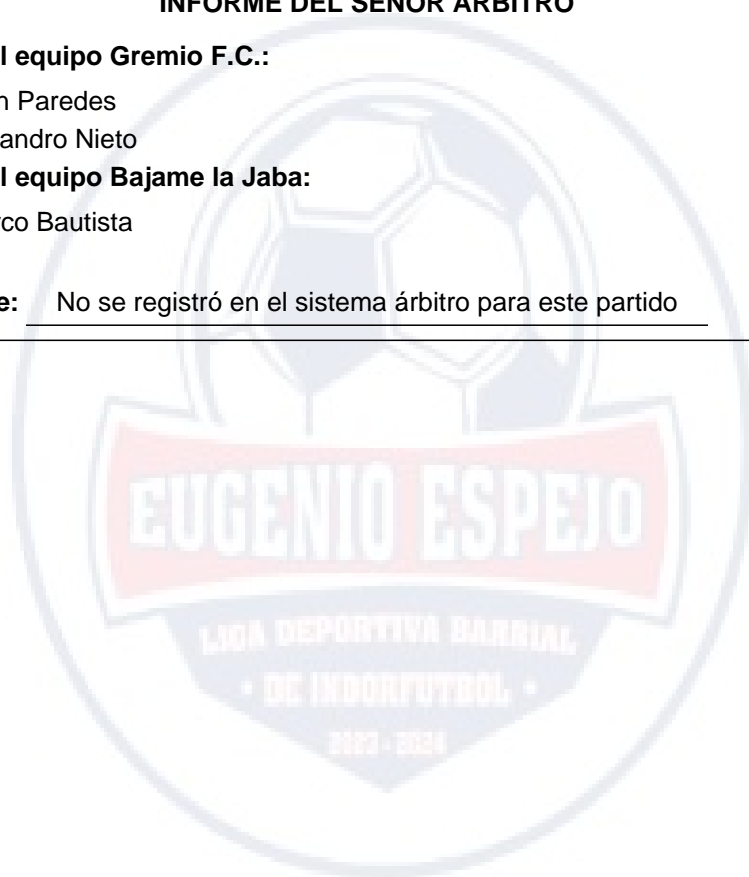 INFORME DEL SEÑOR ÁRBITRO
l equipo Gremio F.C.:
n Paredes
andro Nieto
l equipo Bajame la Jaba:
rco Bautista
e: No se registró en el sistema árbitro para este partido
EUGENIO ESPEJO
LIGA DEPORTIVA BARRIAL
• DE INDORFUTBOL •
2023 - 2024